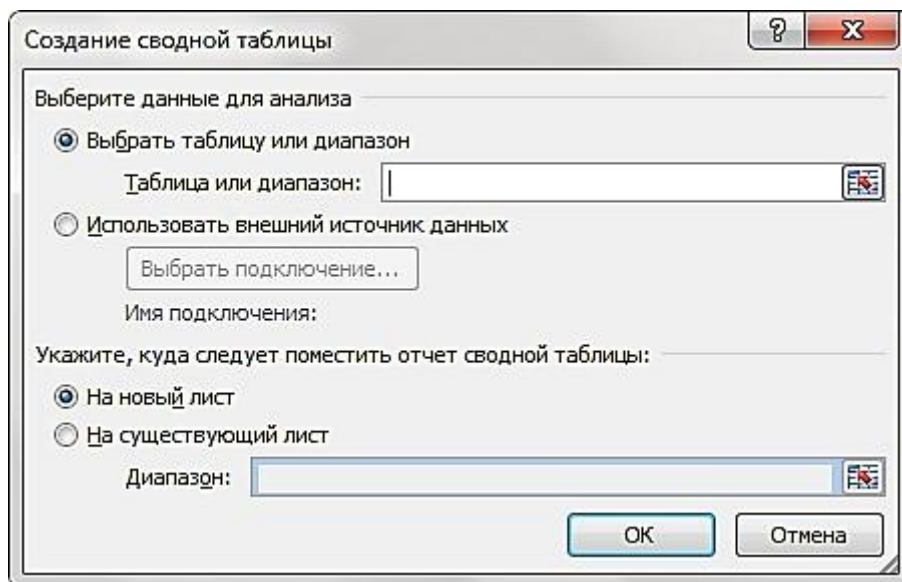 Создание сводной таблицы
?
Выберите данные для анализа
Выбрать таблицу или диапазон
Таблица или диапазон:
Использовать внешний источник данных
Выбрать подключение...
Имя подключения:
Укажите, куда следует поместить отчет сводной таблицы:
На новый лист
На существующий лист
Диапазон:
ОК Отмена